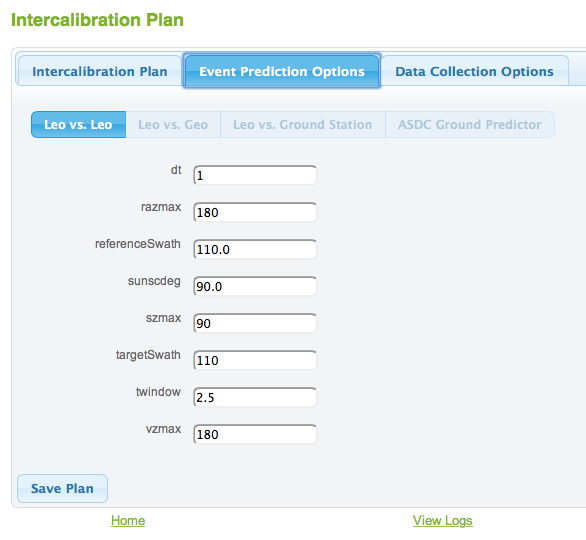 Intercalibration Plan
Intercalibration Plan Event Prediction Options Data Collection Options
Leo vs. Leo Leo vs. Geo Leo vs. Ground Station ASDC Ground Predictor
dt 1
razmax 180
referenceSwath 110.0
sunscdeg 90.0
szmax 90
targetSwath 110
twindow 2.5
vzmax 180
Save Plan
Home View Logs